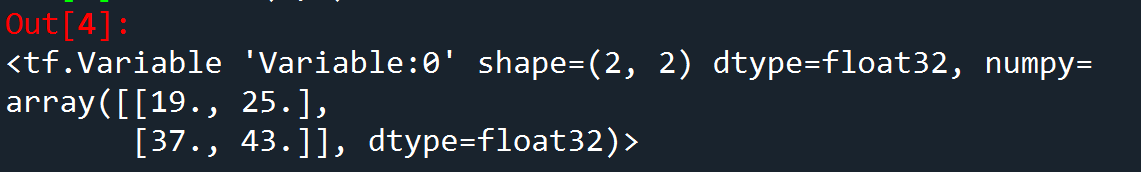 Out[4]:
<tf.Variable 'Variable:0' shape=(2, 2) dtype=float32, numpy=
array([[19., 25.],
       [37., 43.]], dtype=float32)>